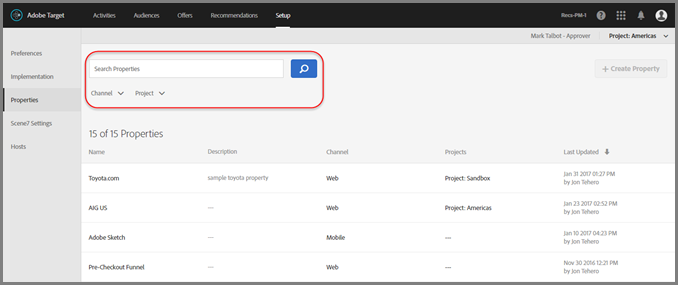 Adobe Target Activities Audiences Offers Recommendations Setup Recs-PM-1 ?
Mark Talbot - Approver Project: Americas
Preferences
Implementation
Properties
Scene7 Settings
Hosts
Search Properties
Channel Project
+ Create Property
15 of 15 Properties
Name Description Channel Projects Last Updated
Toyota.com sample toyota property Web Project: Sandbox Jan 31 2017 01:27 PM
by Jon Tehero
AIG US — Web Project: Americas Jan 23 2017 02:52 PM
by Jon Tehero
Adobe Sketch — Mobile — Jan 10 2017 04:23 PM
by Jon Tehero
Pre-Checkout Funnel — Web — Nov 30 2016 12:21 PM
by Jon Tehero